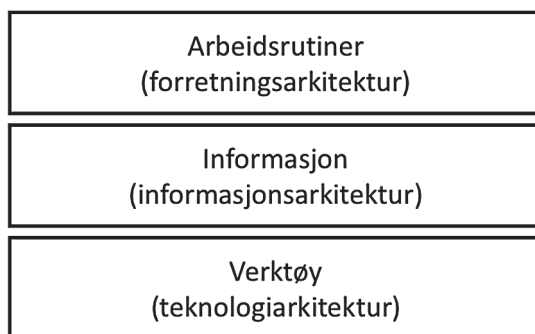 Arbeidsrutiner
(forretningsarkitektur)
Informasjon
(informasjonsarkitektur)
Verktøy
(teknologiarkitektur)